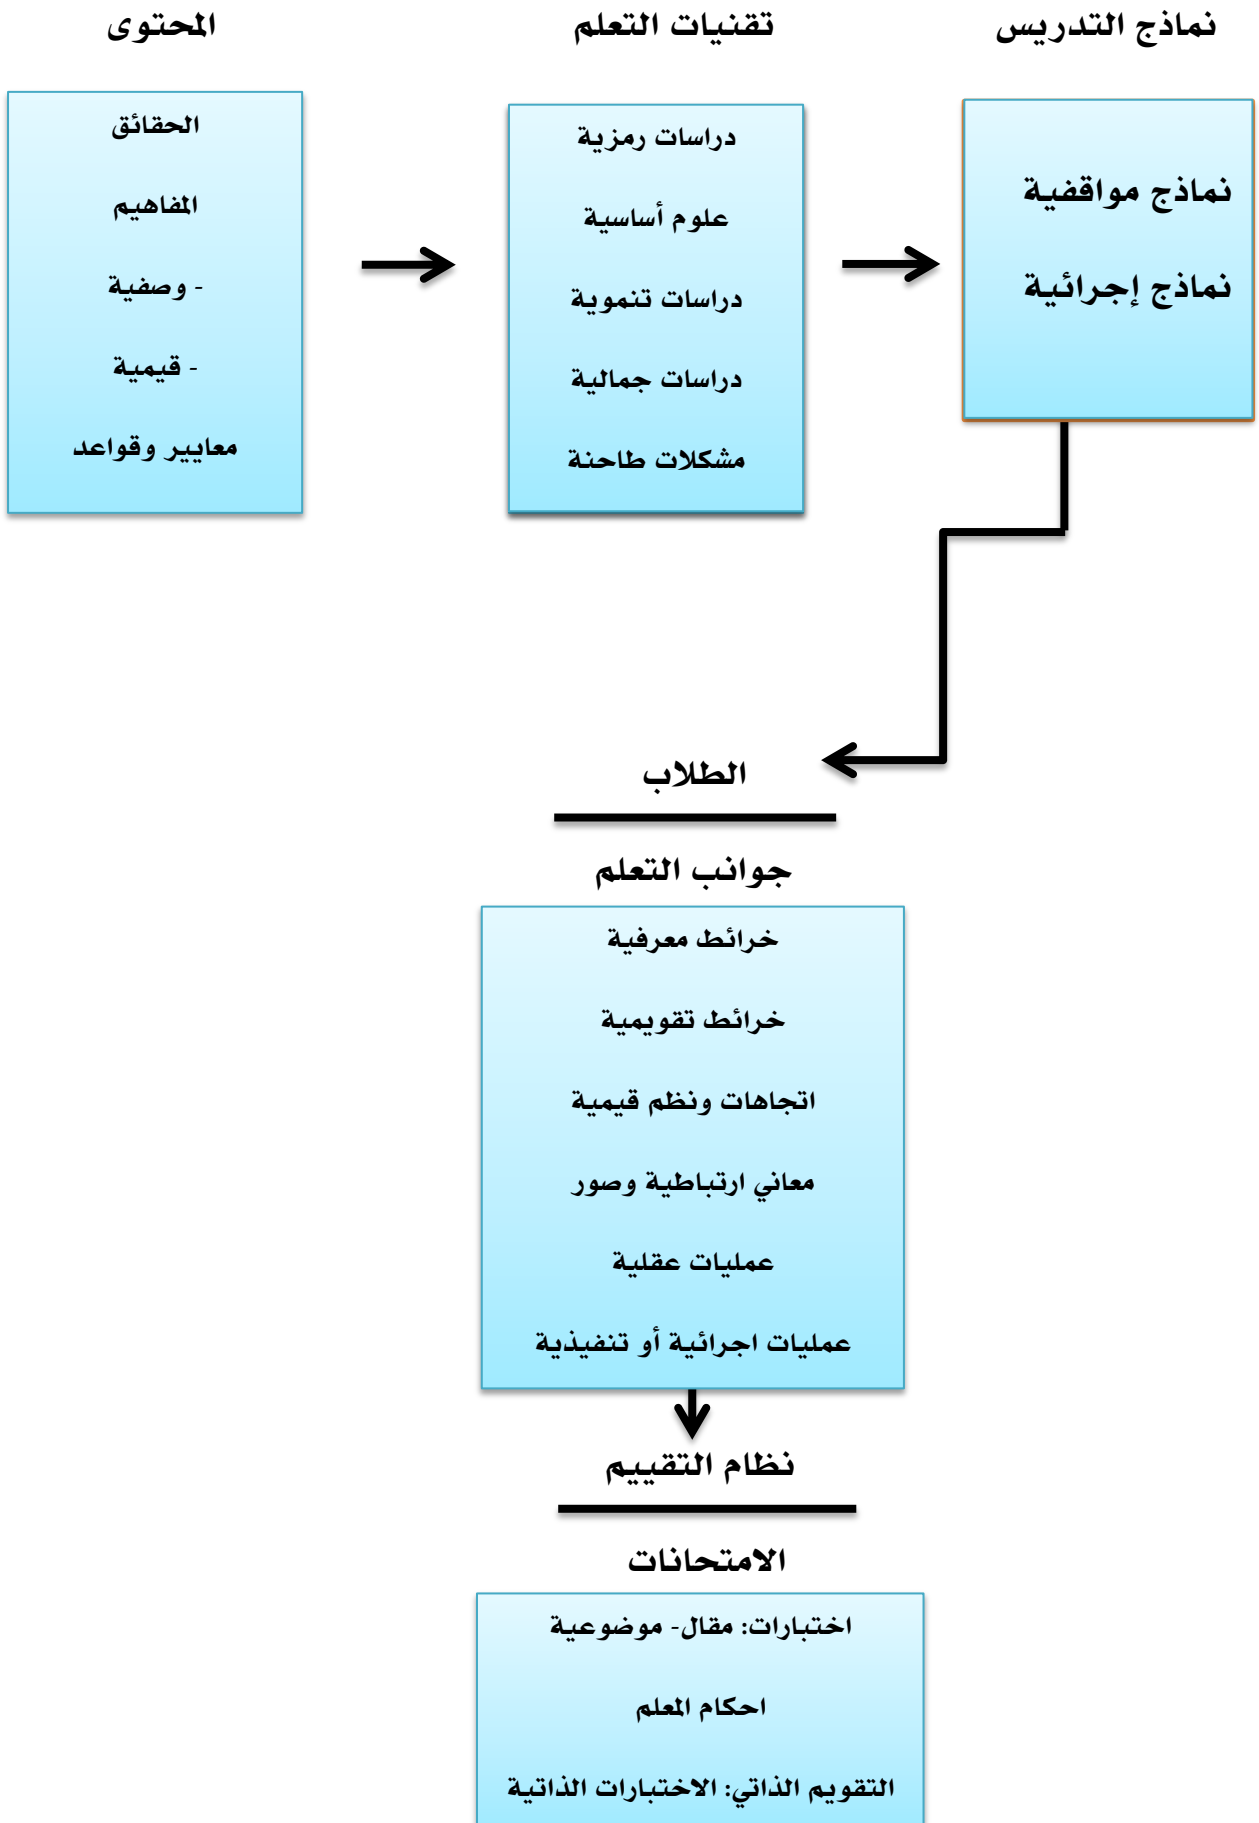 المحتوى
الحقائق
المفاهيم
- وصفية
- قيمية
معايير وقواعد
تقنيات التعلم
دراسات رمزية
علوم أساسية
دراسات تنموية
دراسات جمالية
مشكلات طاحنة
نماذج التدريس
نماذج مواقفية
نماذج إجرائية
الطلاب
جوانب التعلم
خرائط معرفية
خرائط تقويمية
اتجاهات ونظم قيمية
معاني ارتباطية وصور
عمليات عقلية
عمليات اجرائية أو تنفيذية
نظام التقييم
الامتحانات
اختبارات: مقال- موضوعية
احكام المعلم
التقويم الذاتي: الاختبارات الذاتية